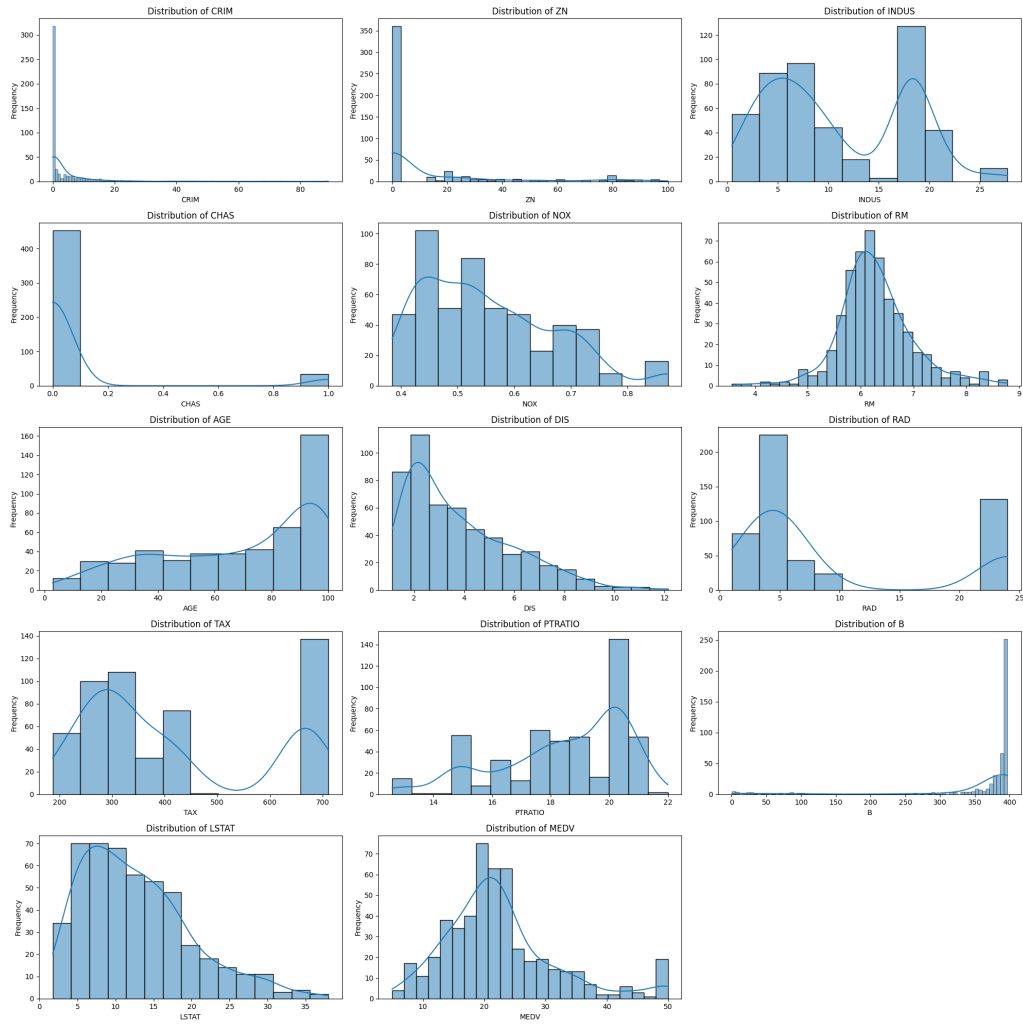 Distribution of CRIM
Frequency
350
300
250
200
150
100
50
0
0 20 40 60 80
CRIM
Distribution of ZN
Frequency
350
300
250
200
150
100
50
0
0 20 40 60 80 100
ZN
Distribution of INDUS
Frequency
120
100
80
60
40
20
0
0 5 10 15 20 25
INDUS
Distribution of CHAS
Frequency
400
300
200
100
0
0.0 0.2 0.4 0.6 0.8 1.0
CHAS
Distribution of NOX
Frequency
100
80
60
40
20
0
0.4 0.5 0.6 0.7 0.8
NOX
Distribution of RM
Frequency
70
60
50
40
30
20
10
0
4 5 6 7 8 9
RM
Distribution of AGE
Frequency
160
140
120
100
80
60
40
20
0
0 20 40 60 80 100
AGE
Distribution of DIS
Frequency
100
80
60
40
20
0
2 4 6 8 10 12
DIS
Distribution of RAD
Frequency
200
150
100
50
0
0 5 10 15 20 25
RAD
Distribution of TAX
Frequency
140
120
100
80
60
40
20
0
200 300 400 500 600 700
TAX
Distribution of PTRATIO
Frequency
140
120
100
80
60
40
20
0
14 16 18 20 22
PTRATIO
Distribution of B
Frequency
250
200
150
100
50
0
0 50 100 150 200 250 300 350 400
B
Distribution of LSTAT
Frequency
70
60
50
40
30
20
10
0
0 5 10 15 20 25 30 35
LSTAT
Distribution of MEDV
Frequency
70
60
50
40
30
20
10
0
10 20 30 40 50
MEDV